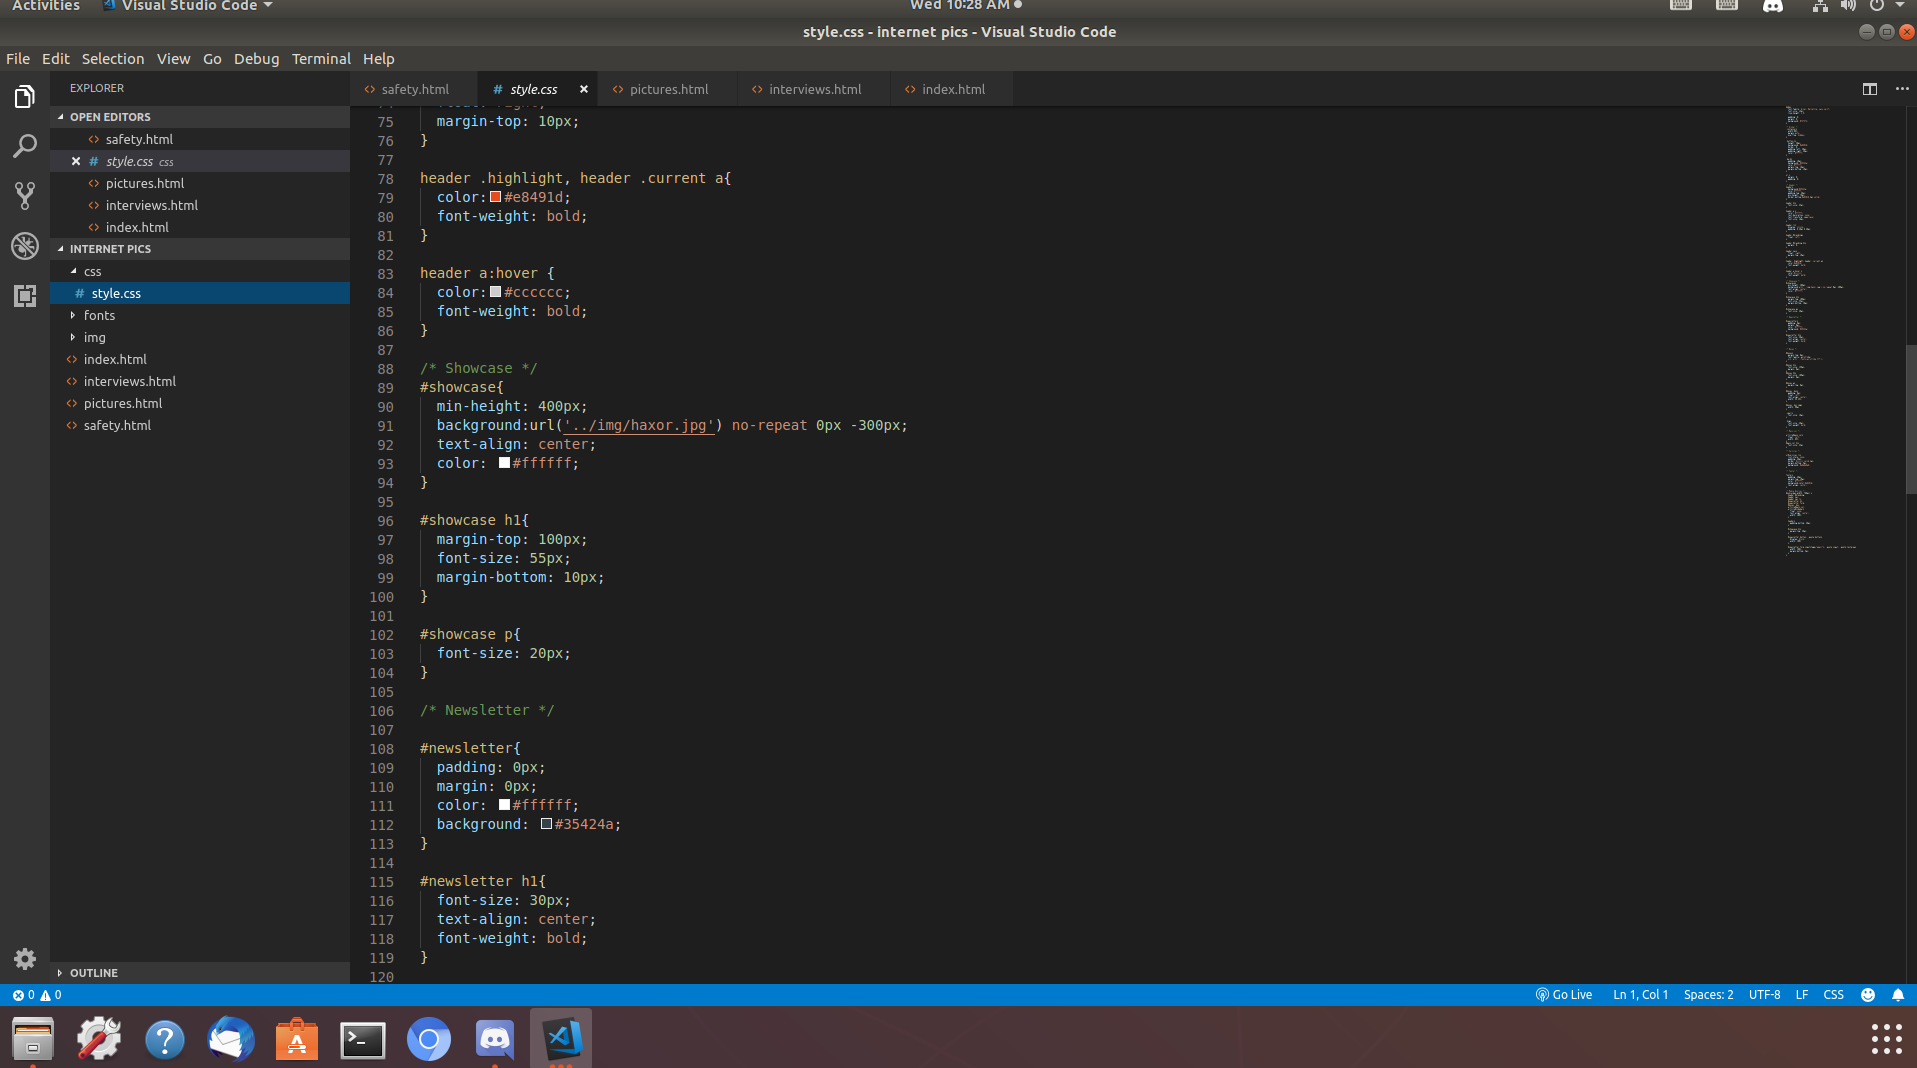 Activities
Visual Studio Code
Wed 10:28 AM
style.css - internet pics - Visual Studio Code
File Edit Selection View Go Debug Terminal Help
EXPLORER
OPEN EDITORS
safety.html
style.css css
pictures.html
interviews.html
index.html
INTERNET PICS
css
style.css
fonts
img
index.html
interviews.html
pictures.html
safety.html
OUTLINE
safety.html
style.css
pictures.html
interviews.html
index.html
75 margin-top: 10px;
76 }
77
78 header .highlight, header .current a{
79 color: #e8491d;
80 font-weight: bold;
81 }
82
83 header a:hover {
84 color: #cccccc;
85 font-weight: bold;
86 }
87
88 /* Showcase */
89 #showcase{
90 min-height: 400px;
91 background:url('../img/haxor.jpg') no-repeat 0px -300px;
92 text-align: center;
93 color: #ffffff;
94 }
95
96 #showcase h1{
97 margin-top: 100px;
98 font-size: 55px;
99 margin-bottom: 10px;
100 }
101
102 #showcase p{
103 font-size: 20px;
104 }
105
106 /* Newsletter */
107
108 #newsletter{
109 padding: 0px;
110 margin: 0px;
111 color: #ffffff;
112 background: #35424a;
113 }
114
115 #newsletter h1{
116 font-size: 30px;
117 text-align: center;
118 font-weight: bold;
119 }
120
0 0
Go Live
Ln 1, Col 1
Spaces: 2
UTF-8
LF
CSS